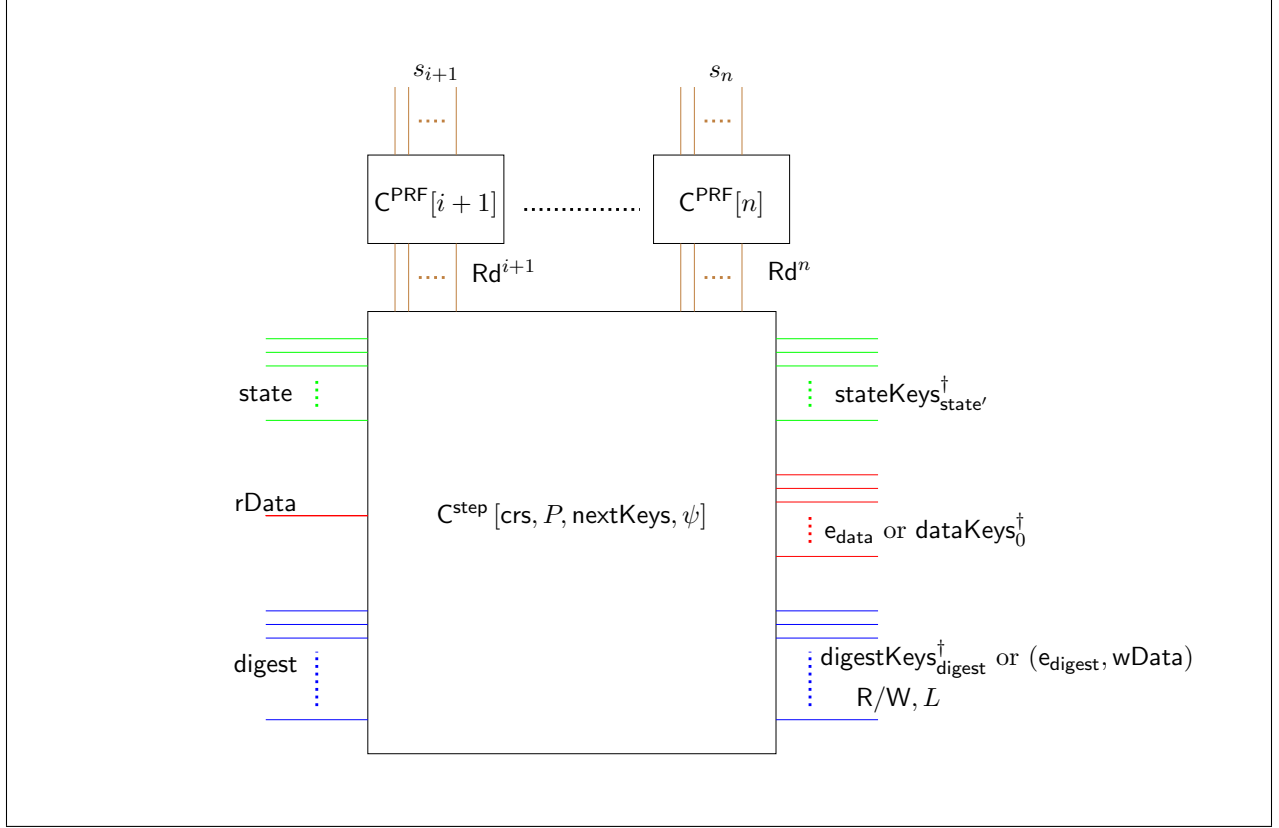 s_{i+1} s_n
C^{PRF}[i + 1] C^{PRF}[n]
Rd^{i+1} Rd^n
state stateKeys^†_{state′}
rData C^{step} [crs, P, nextKeys, ψ] e_{data} or dataKeys^†_0
digest digestKeys^†_{digest} or (e_{digest}, wData)
R/W, L